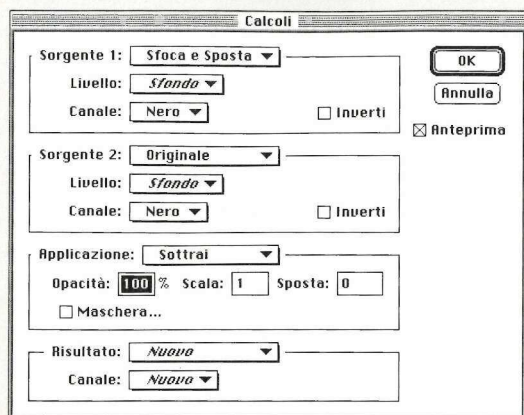 Calcoli
Sorgente 1: Sfoca e Sposta
Livello: Sfondo
Canale: Nero
Inverti
OK
Annulla
Anteprima
Sorgente 2: Originale
Livello: Sfondo
Canale: Nero
Inverti
Applicazione: Sottrai
Opacità: 100 % Scala: 1 Sposta: 0
Maschera...
Risultato: Nuovo
Canale: Nuovo